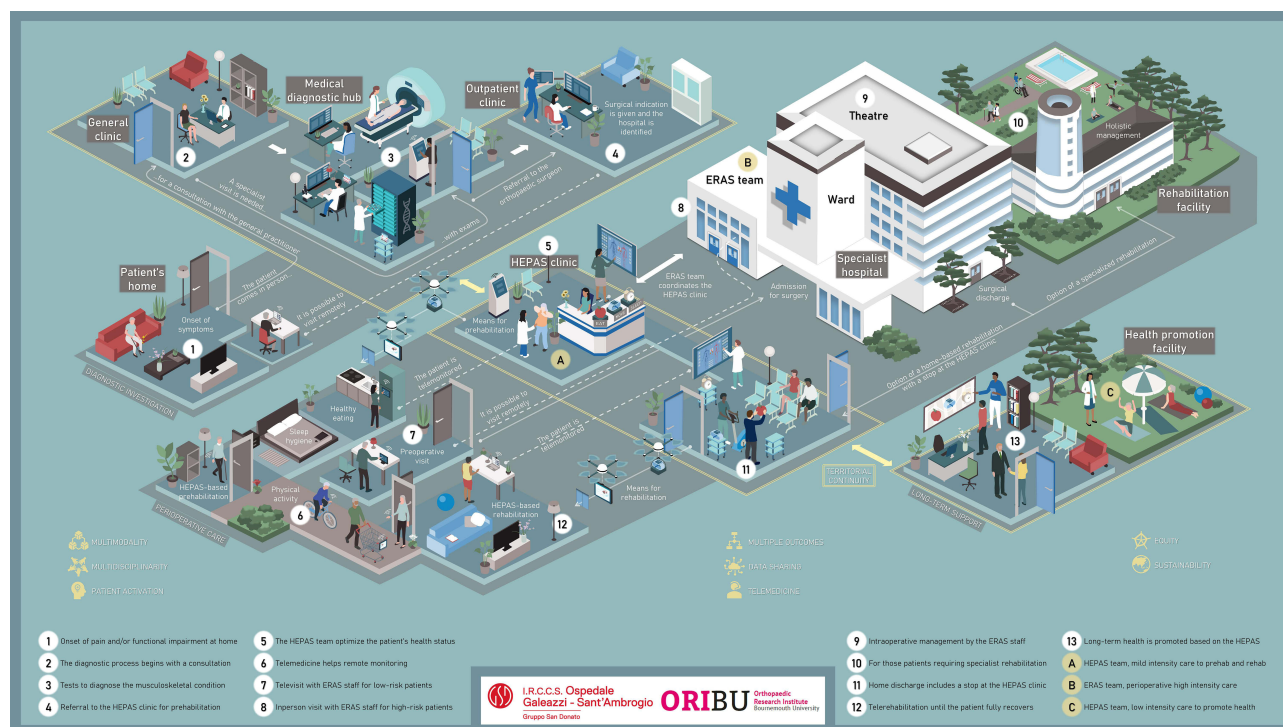 Medical
diagnostic hub
Outpatient
clinic
General
clinic
Surgical indication
is given and the
hospital is
identified
2
3
4
A specialist
visit is needed...
...for a consultation with the general practitioner
Referral to the
orthopaedic surgeon
...with exams
9
Theatre
10
Holistic
management
B
ERAS team
8
Ward
Rehabilitation
facility
Specialist
hospital
Surgical
discharge
Option of a specialized rehabilitation
5
HEPAS clinic
ERAS team
coordinates the
HEPAS clinic
Admission
for surgery
Patient's
home
The patient
comes in person...
It is possible to
visit remotely
Onset of
symptoms
1
Means for
prehabilitation
A
DIAGNOSTIC INVESTIGATION
The patient is
telemonitored
It is possible to
visit remotely
The patient is
telemonitored
Option of a home-based rehabilitation
with a stop at the HEPAS clinic
Health promotion
facility
C
Healthy
eating
Sleep
hygiene
7
Preoperative
visit
11
13
HEPAS-based
prehabilitation
Physical
activity
6
HEPAS-based
rehabilitation
12
Means for
rehabilitation
TERRITORIAL
CONTINUITY
LONG-TERM SUPPORT
PERIOPERATIVE CARE
MULTIMODALITY
MULTIDISCIPLINARITY
PATIENT ACTIVATION
MULTIPLE OUTCOMES
DATA SHARING
TELEMEDICINE
EQUITY
SUSTAINABILITY
1 Onset of pain and/or functional impairment at home
2 The diagnostic process begins with a consultation
3 Tests to diagnose the musculoskeletal condition
4 Referral to the HEPAS clinic for prehabilitation
5 The HEPAS team optimize the patient's health status
6 Telemedicine helps remote monitoring
7 Televisit with ERAS staff for low-risk patients
8 Inperson visit with ERAS staff for high-risk patients
I.R.C.C.S. Ospedale
Galeazzi - Sant'Ambrogio
Gruppo San Donato
ORIBU
Orthopaedic
Research Institute
Bournemouth University
9 Intraoperative management by the ERAS staff
10 For those patients requiring specialist rehabilitation
11 Home discharge includes a stop at the HEPAS clinic
12 Telerehabilitation until the patient fully recovers
13 Long-term health is promoted based on the HEPAS
A HEPAS team, mild intensity care to prehab and rehab
B ERAS team, perioperative high intensity care
C HEPAS team, low intensity care to promote health